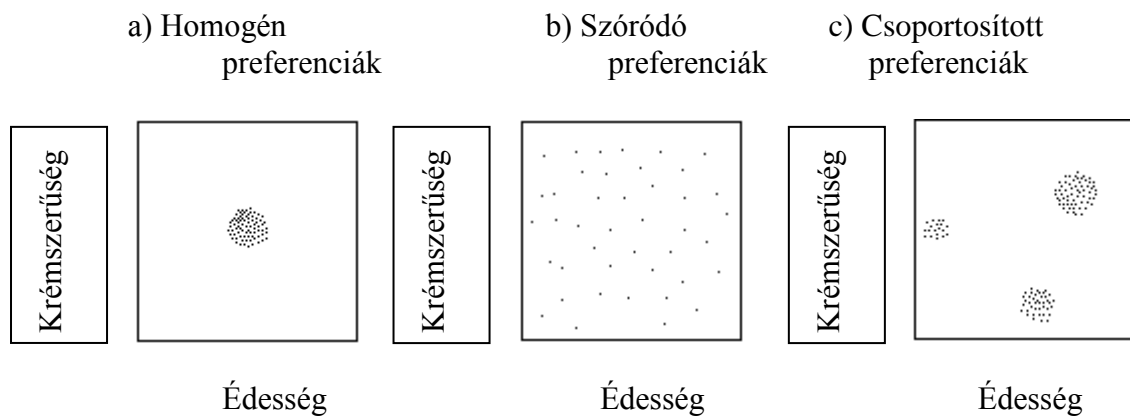 a) Homogén
preferenciák
b) Szóródó
preferenciák
c) Csoportosított
preferenciák
Krémszerűség
Krémszerűség
Krémszerűség
Édesség
Édesség
Édesség